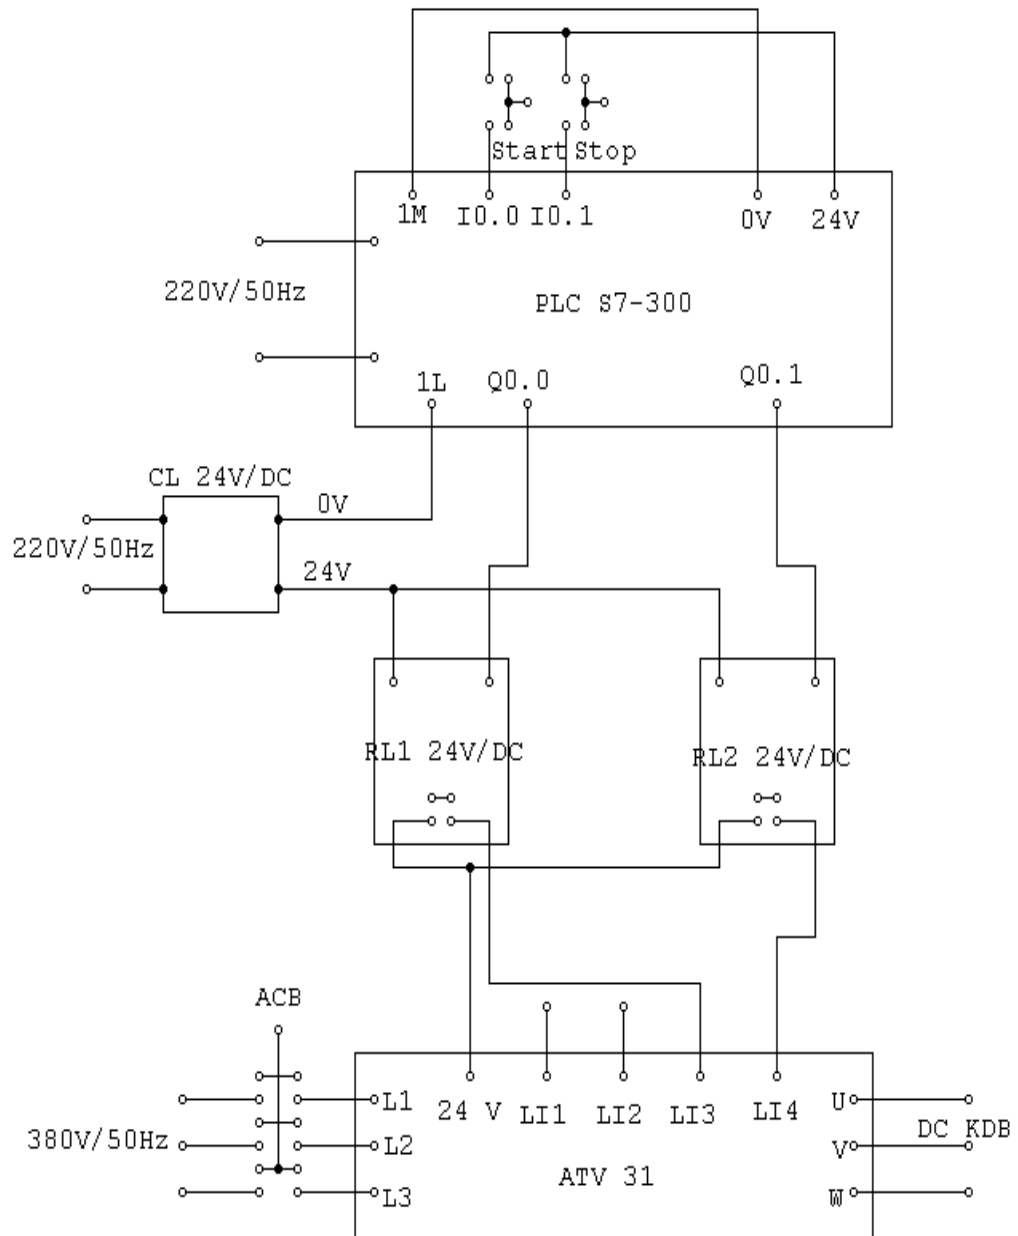 Start Stop
1M I0.0 I0.1 0V 24V
220V/50Hz
PLC S7-300
1L Q0.0 Q0.1
CL 24V/DC
0V
220V/50Hz
24V
RL1 24V/DC RL2 24V/DC
ACB
L1 24 V LI1 LI2 LI3 LI4 U
380V/50Hz L2 V DC KDB
ATV 31
L3 W